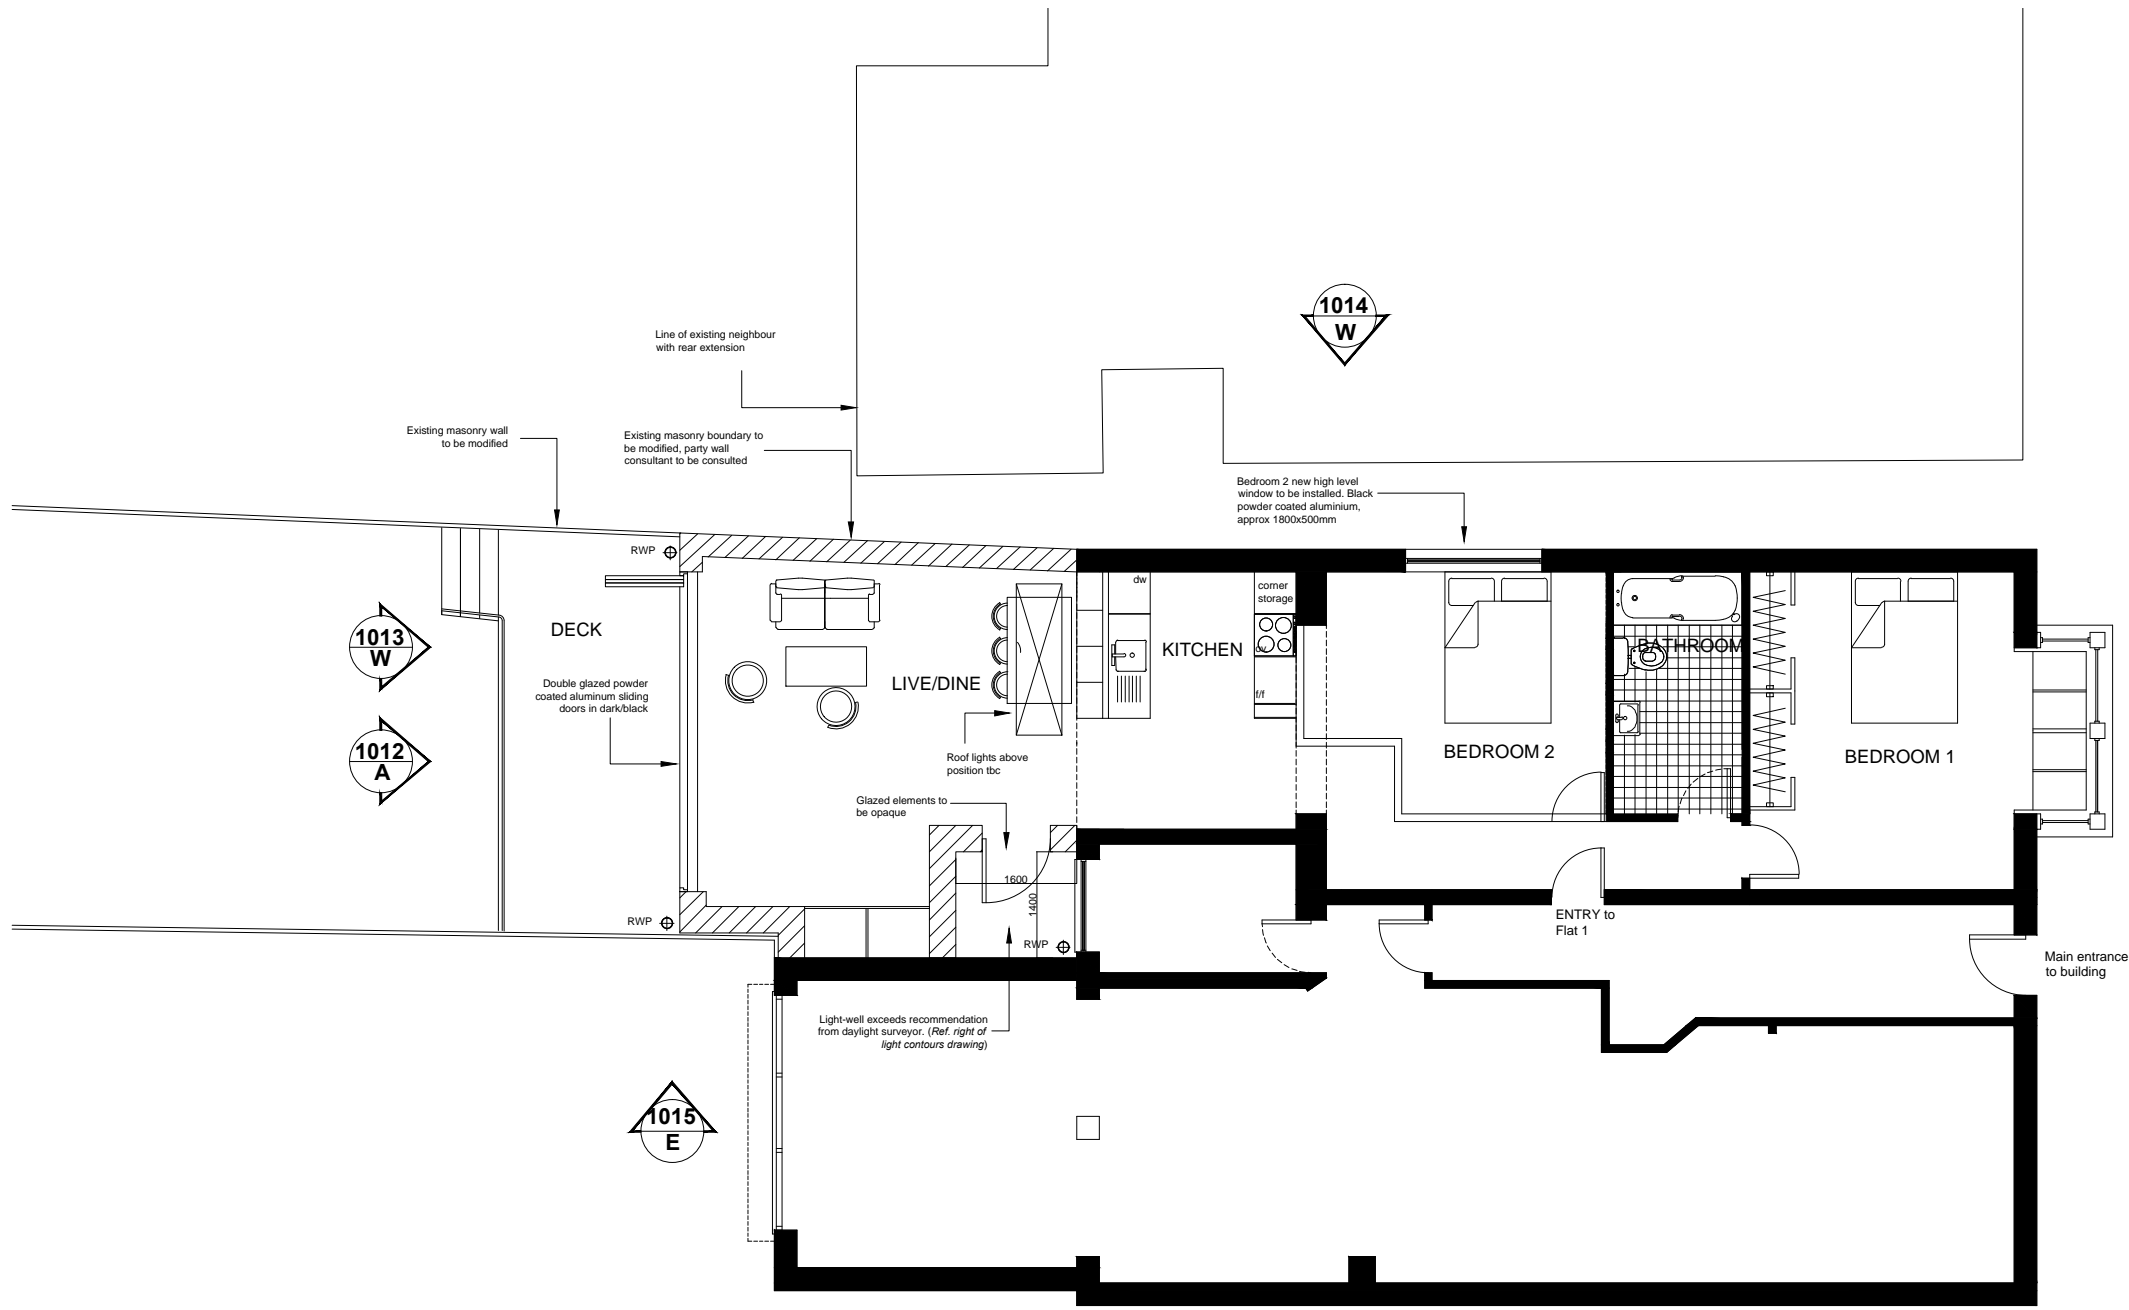 1014
W
Line of existing neighbour
with rear extension
Existing masonry wall
to be modified
Existing masonry boundary to
be modified, party wall
consultant to be consulted
Bedroom 2 new high level
window to be installed. Black
powder coated aluminium,
approx 1800x500mm
RWP
dw
corner
storage
DECK
1013
W
KITCHEN
BATHROOM
ov
Double glazed powder
coated aluminum sliding
doors in dark/black
LIVE/DINE
f/f
1012
A
Roof lights above
position tbc
BEDROOM 2
BEDROOM 1
Glazed elements to
be opaque
1600
1400
RWP
RWP
ENTRY to
Flat 1
Main entrance
to building
Light-well exceeds recommendation
from daylight surveyor. (Ref. right of
light contours drawing)
1015
E